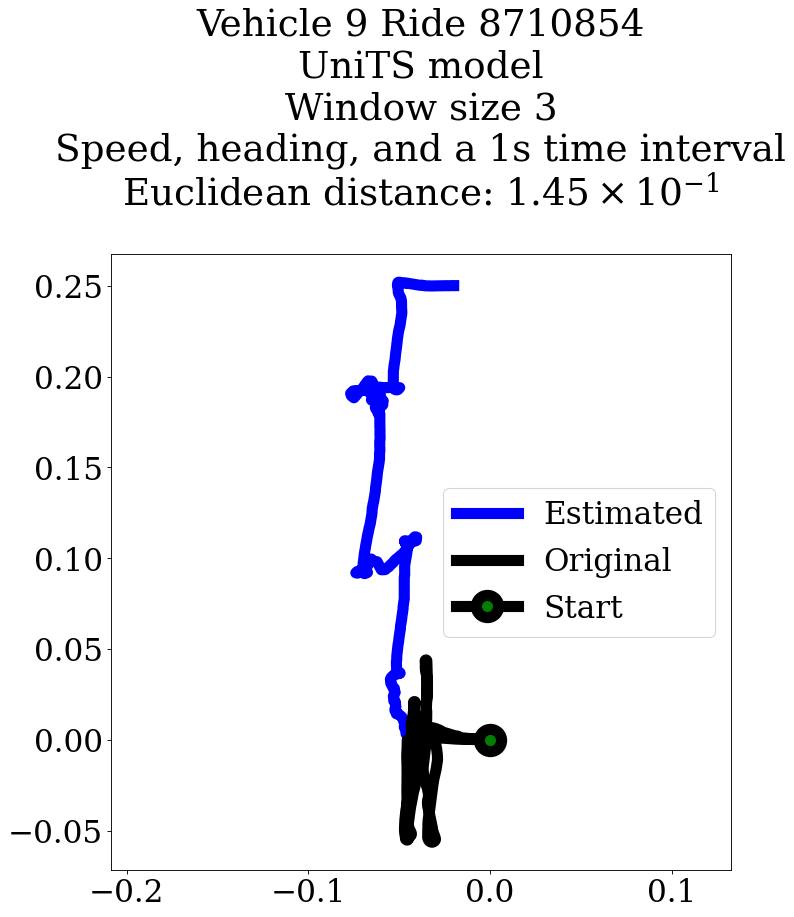 Vehicle 9 Ride 8710854
UniTS model
Window size 3
Speed, heading, and a 1s time interval
Euclidean distance: 1.45 × 10⁻¹
0.25
0.20
0.15
0.10
0.05
0.00
−0.05
Estimated
Original
Start
−0.2
−0.1
0.0
0.1